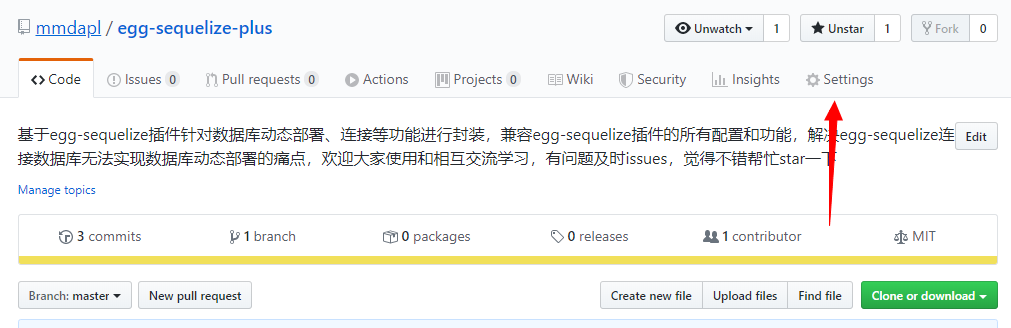 mmdapl / egg-sequelize-plus
Unwatch 1 Unstar 1 Fork 0
Code Issues 0 Pull requests 0 Actions Projects 0 Wiki Security Insights Settings
基于egg-sequelize插件针对数据库动态部署、连接等功能进行封装，兼容egg-sequelize插件的所有配置和功能，解决egg-sequelize连
接数据库无法实现数据库动态部署的痛点，欢迎大家使用和相互交流学习，有问题及时issues，觉得不错帮忙star一下
Edit
Manage topics
3 commits 1 branch 0 packages 0 releases 1 contributor MIT
Branch: master New pull request Create new file Upload files Find file Clone or download